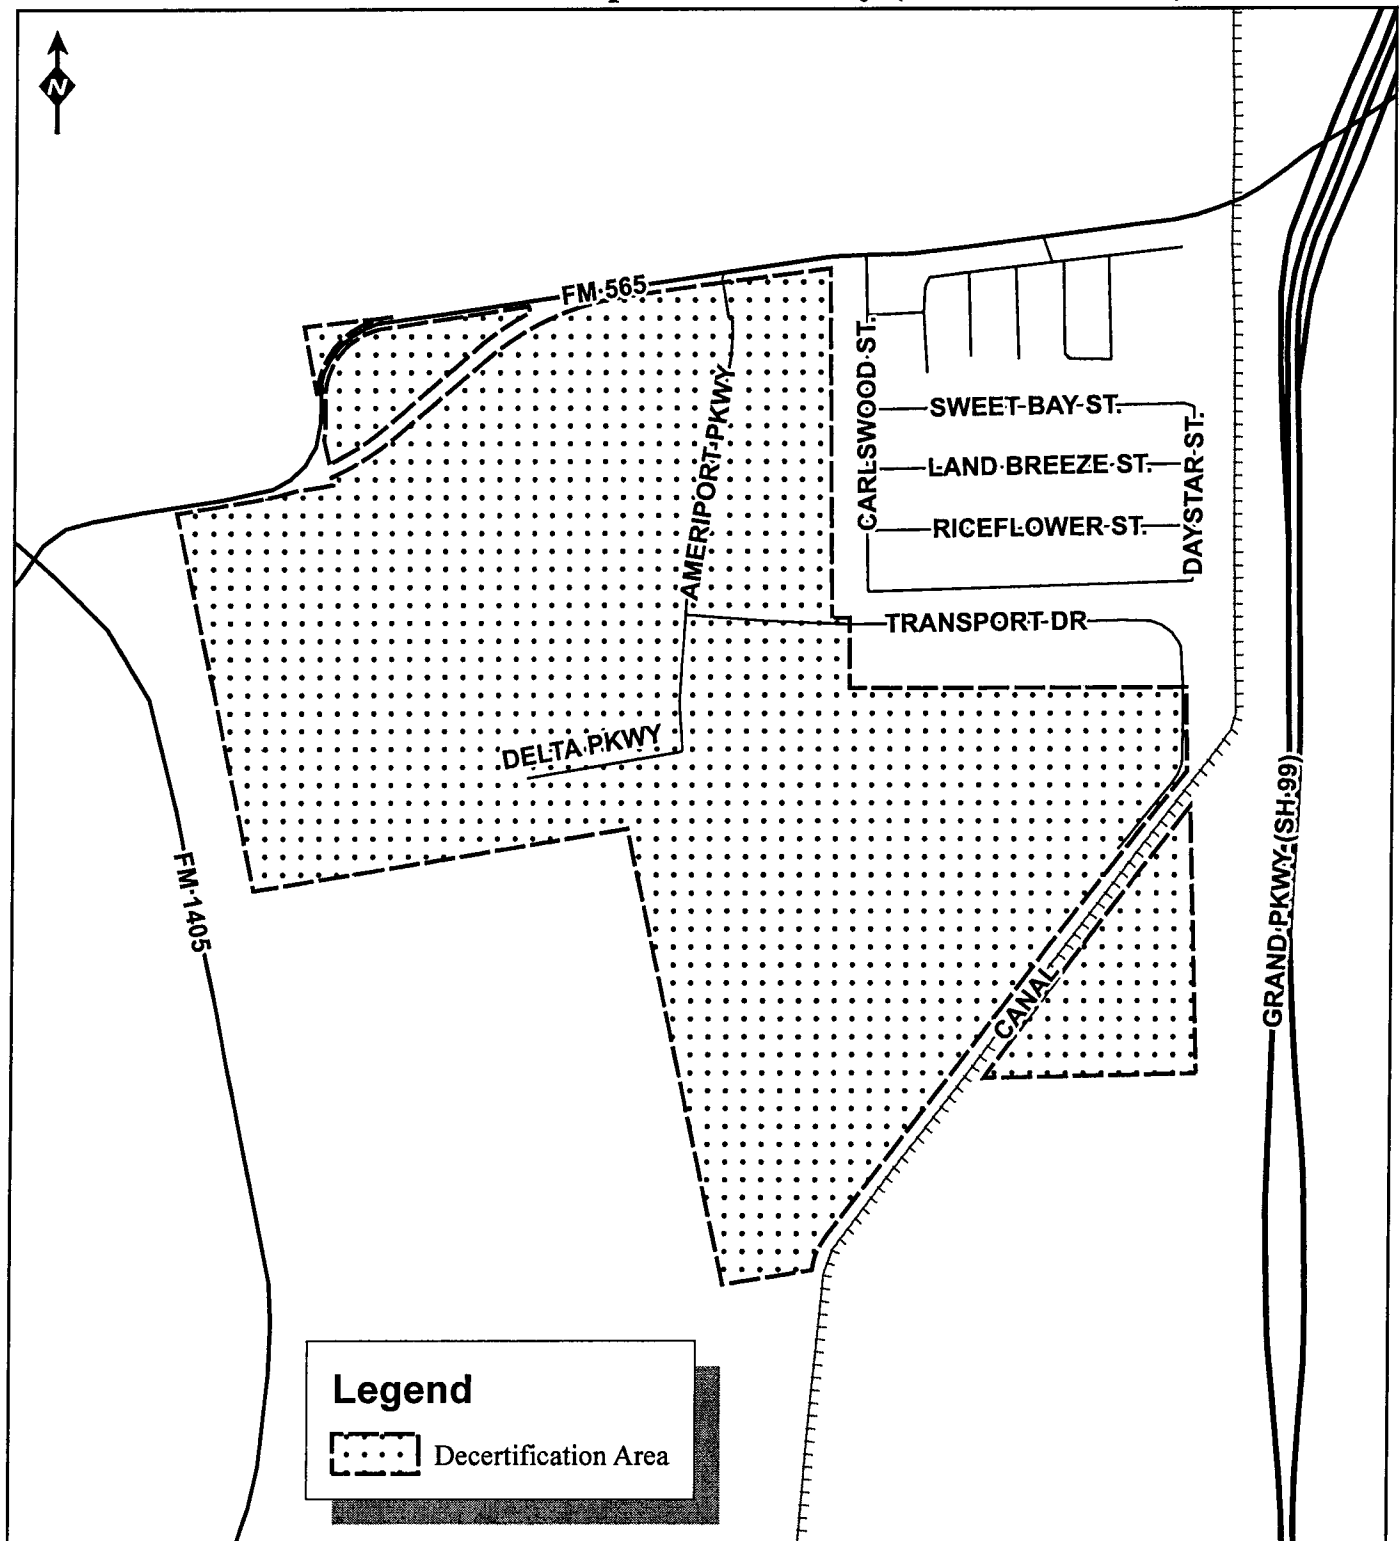 N
FM 565
CARLSWOOD ST.
AMERIPORT PKWY
SWEET BAY ST.
LAND BREEZE ST.
DAYSTAR ST.
RICEFLOWER ST.
TRANSPORT DR
DELTA PKWY
GRAND PKWY (SH 99)
FM 1405
CANAL
Legend
Decertification Area